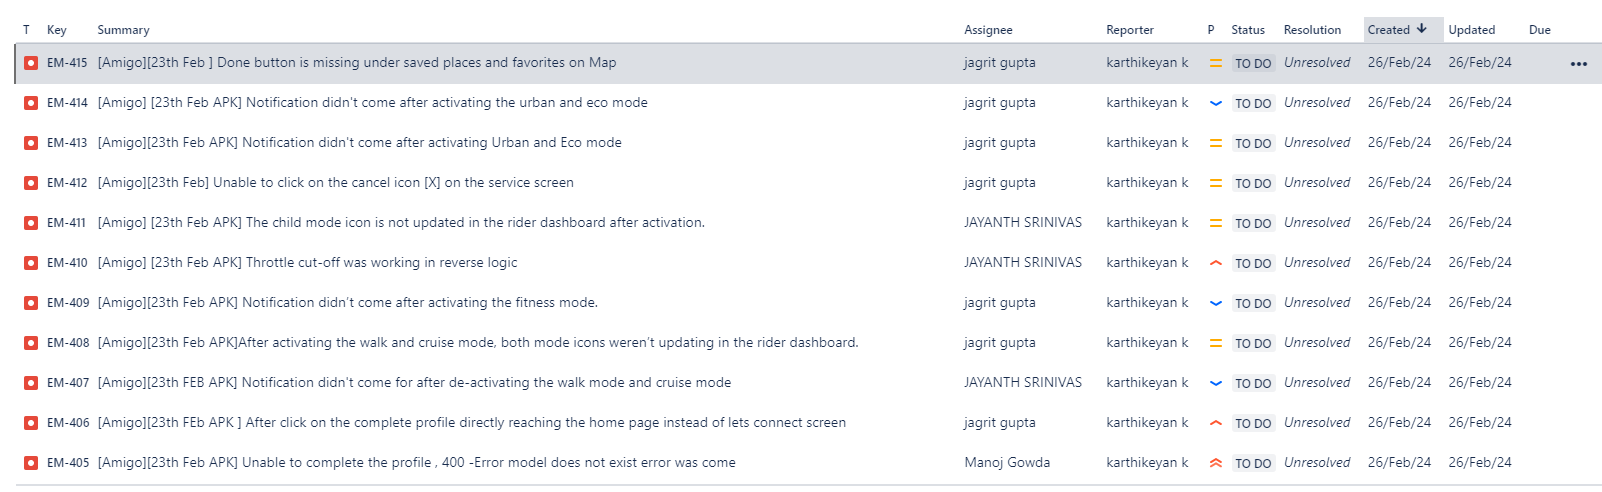 T Key Summary Assignee Reporter P Status Resolution Created Updated Due
EM-415 [Amigo][23th Feb ] Done button is missing under saved places and favorites on Map jagrit gupta karthikeyan k TO DO Unresolved 26/Feb/24 26/Feb/24
EM-414 [Amigo] [23th Feb APK] Notification didn't come after activating the urban and eco mode jagrit gupta karthikeyan k TO DO Unresolved 26/Feb/24 26/Feb/24
EM-413 [Amigo][23th Feb APK] Notification didn't come after activating Urban and Eco mode jagrit gupta karthikeyan k TO DO Unresolved 26/Feb/24 26/Feb/24
EM-412 [Amigo][23th Feb] Unable to click on the cancel icon [X] on the service screen jagrit gupta karthikeyan k TO DO Unresolved 26/Feb/24 26/Feb/24
EM-411 [Amigo] [23th Feb APK] The child mode icon is not updated in the rider dashboard after activation. JAYANTH SRINIVAS karthikeyan k TO DO Unresolved 26/Feb/24 26/Feb/24
EM-410 [Amigo] [23th Feb APK] Throttle cut-off was working in reverse logic JAYANTH SRINIVAS karthikeyan k TO DO Unresolved 26/Feb/24 26/Feb/24
EM-409 [Amigo][23th Feb APK] Notification didn't come after activating the fitness mode. jagrit gupta karthikeyan k TO DO Unresolved 26/Feb/24 26/Feb/24
EM-408 [Amigo][23th Feb APK]After activating the walk and cruise mode, both mode icons weren't updating in the rider dashboard. jagrit gupta karthikeyan k TO DO Unresolved 26/Feb/24 26/Feb/24
EM-407 [Amigo][23th FEB APK] Notification didn't come for after de-activating the walk mode and cruise mode JAYANTH SRINIVAS karthikeyan k TO DO Unresolved 26/Feb/24 26/Feb/24
EM-406 [Amigo][23th FEb APK ] After click on the complete profile directly reaching the home page instead of lets connect screen jagrit gupta karthikeyan k TO DO Unresolved 26/Feb/24 26/Feb/24
EM-405 [Amigo][23th Feb APK] Unable to complete the profile , 400 -Error model does not exist error was come Manoj Gowda karthikeyan k TO DO Unresolved 26/Feb/24 26/Feb/24